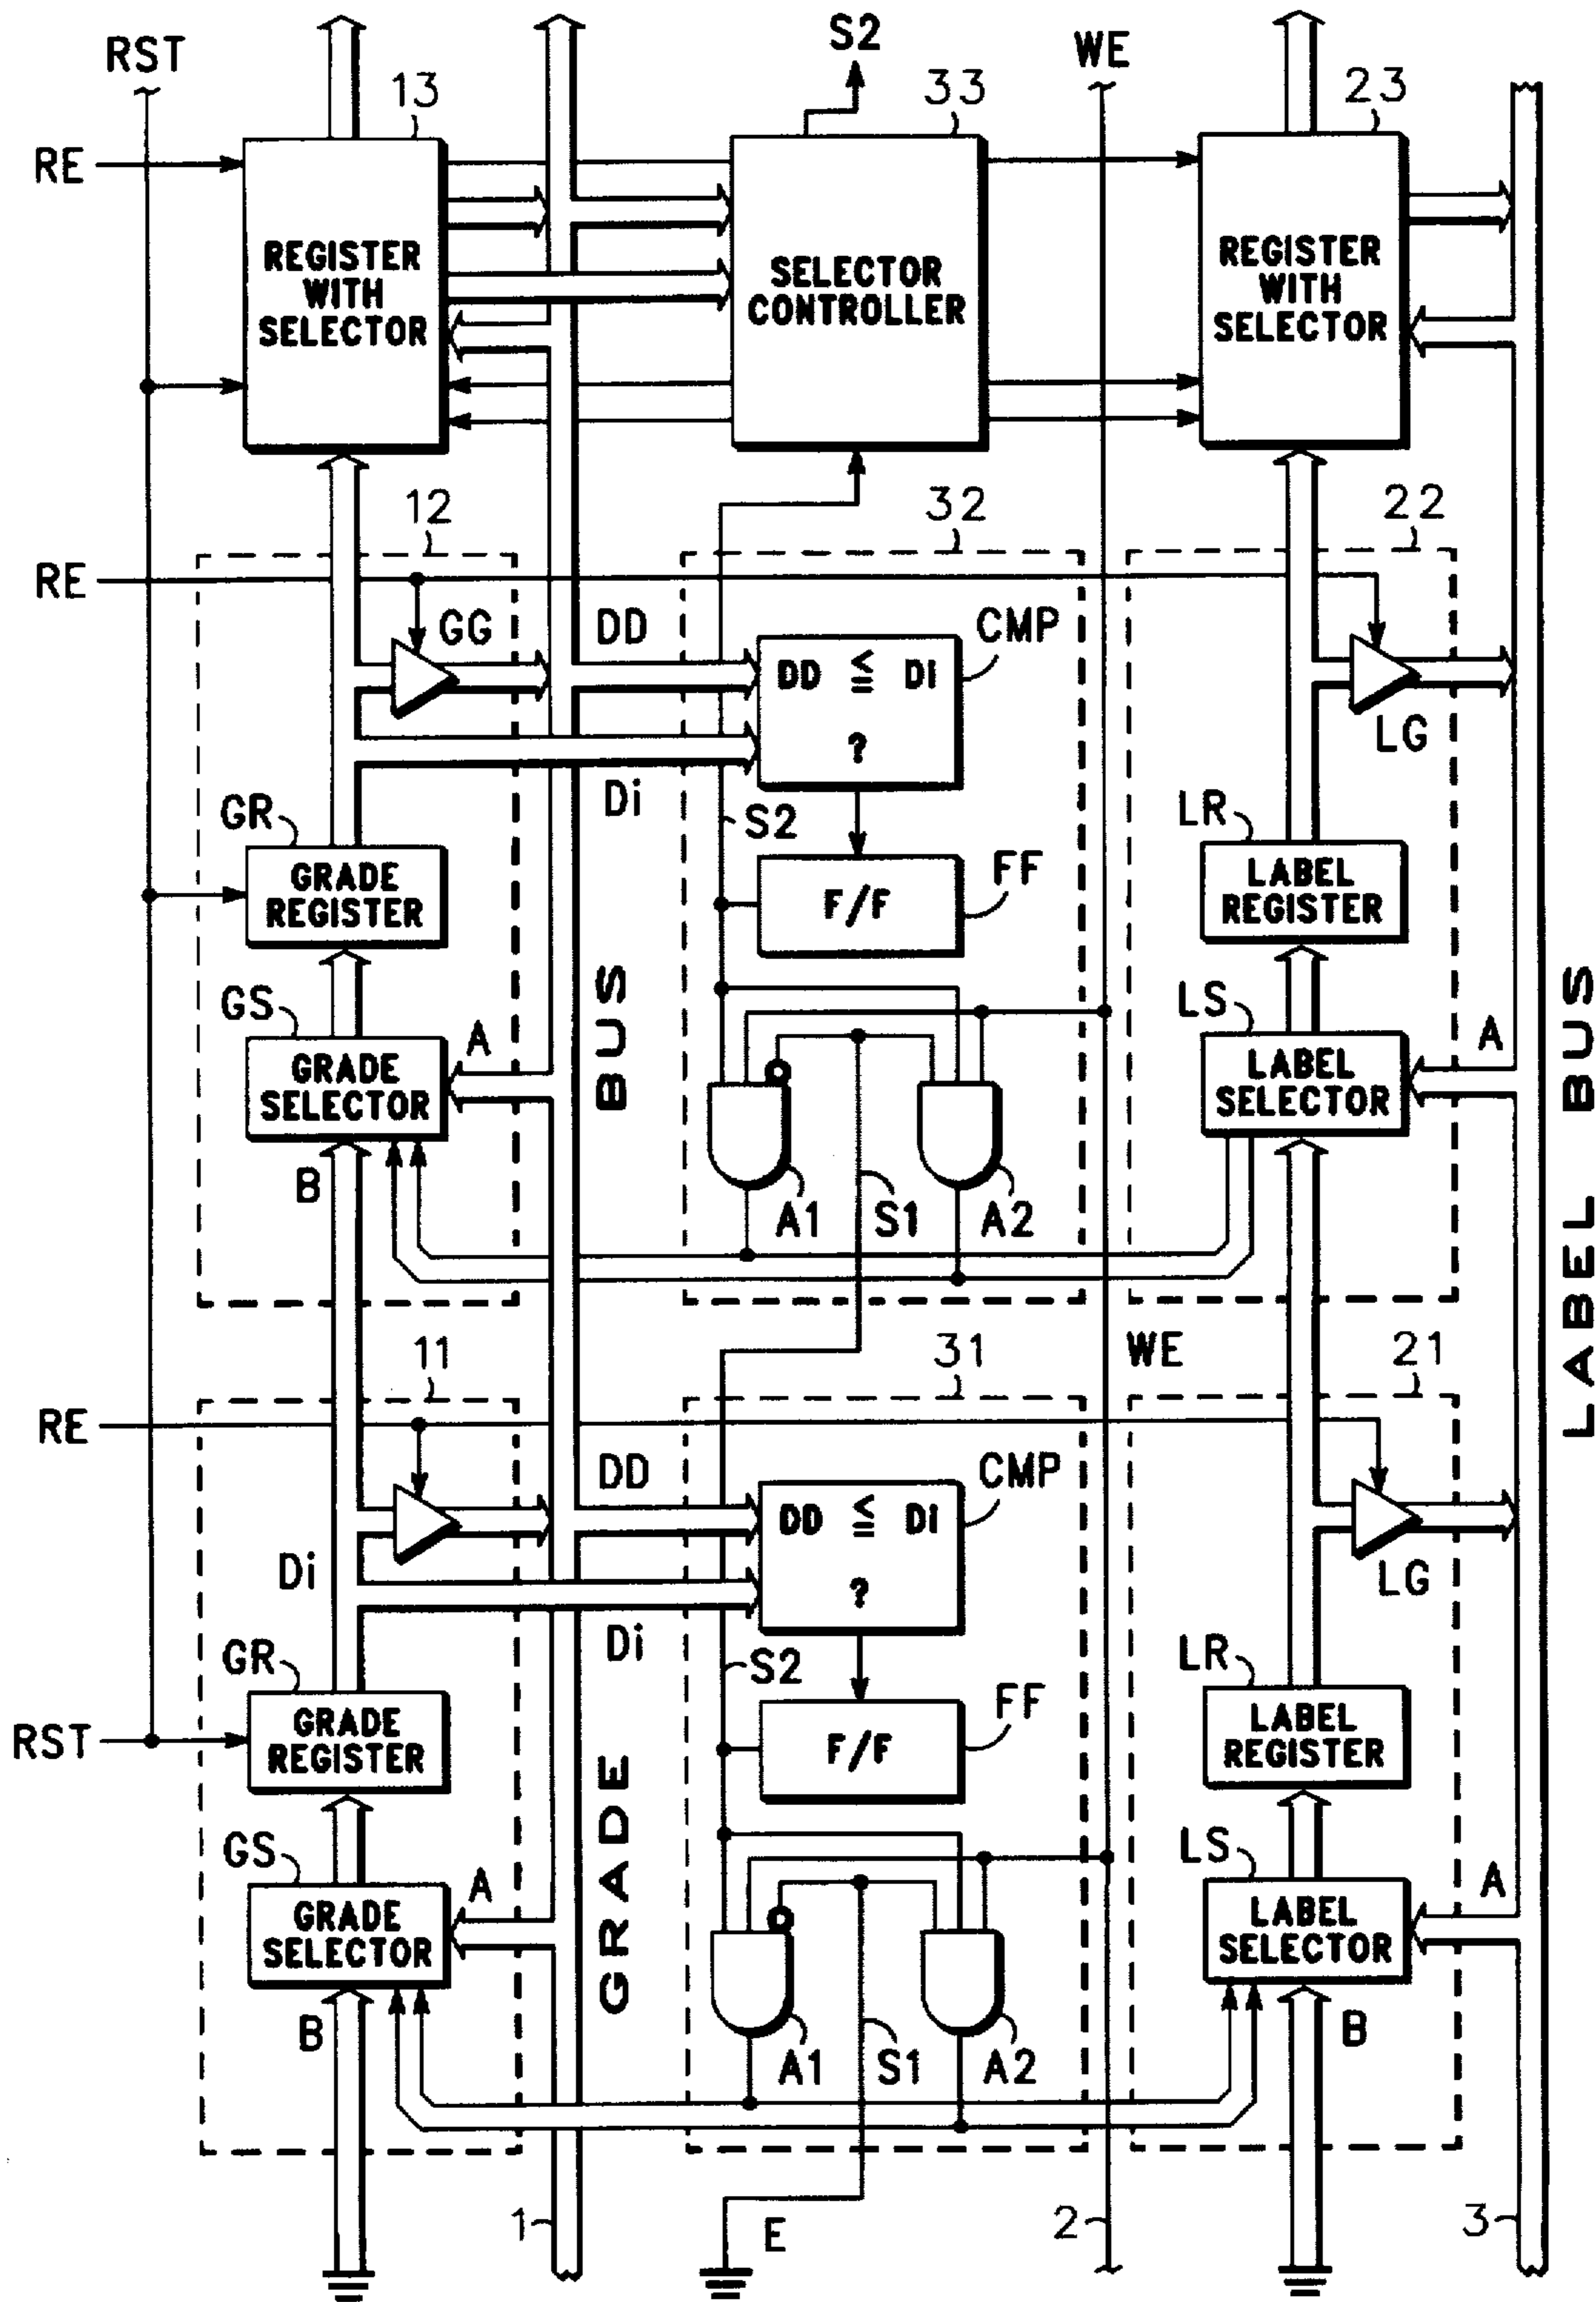 S2
RST
WE
13
33
23
RE
REGISTER
WITH
SELECTOR
SELECTOR
CONTROLLER
REGISTER
WITH
SELECTOR
12
32
22
RE
GG
DD
CMP
DD ≦ Di
?
LG
Di
S2
GR
GRADE
REGISTER
F/F
FF
LR
LABEL
REGISTER
GS
GRADE
SELECTOR
A
BUS
LS
LABEL
SELECTOR
A
LABEL BUS
B
A1
S1
A2
11
31
WE
21
RE
DD
CMP
DD ≦ Di
?
LG
Di
Di
S2
GR
GRADE
REGISTER
RST
F/F
FF
LR
LABEL
REGISTER
GS
GRADE
SELECTOR
A
GRADE
LS
LABEL
SELECTOR
A
B
A1
S1
A2
B
1
E
2
3